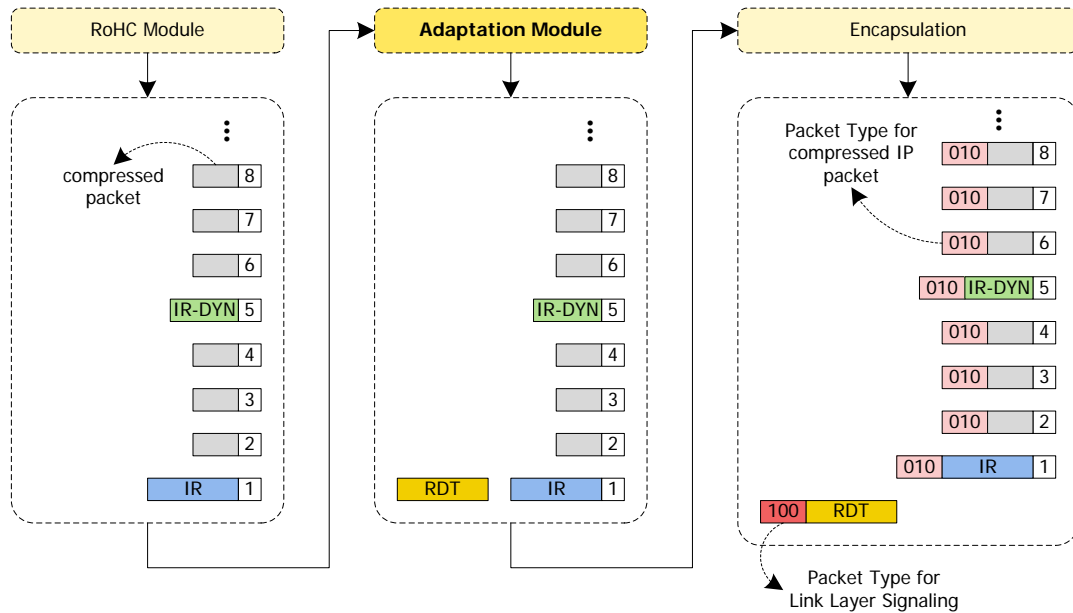 RoHC Module
Adaptation Module
Encapsulation
compressed
packet
8
7
6
IR-DYN 5
4
3
2
IR 1
8
7
6
IR-DYN 5
4
3
2
RDT IR 1
Packet Type for
compressed IP
packet
010 8
010 7
010 6
010 IR-DYN 5
010 4
010 3
010 2
010 IR 1
100 RDT
Packet Type for
Link Layer Signaling